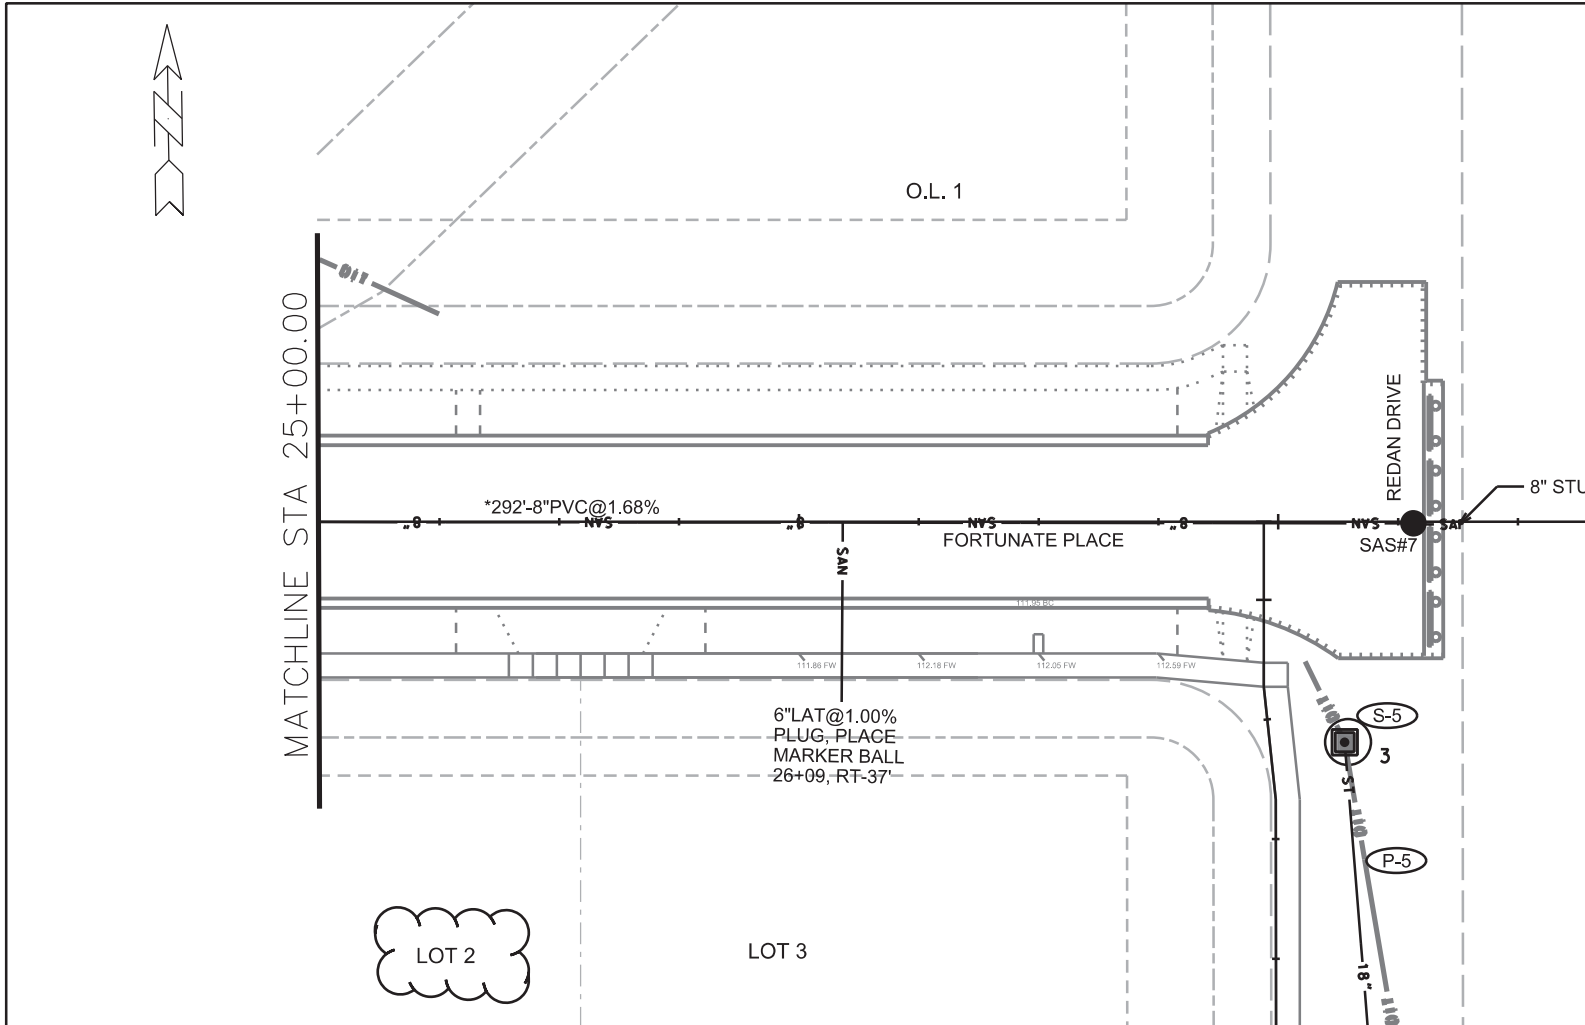 O.L. 1
MATCHLINE STA 25+00.00
*292'-8"PVC@1.68%
8" SAN 8" SAN 8" SAN SAN
FORTUNATE PLACE
REDAN DRIVE
8" STU
SAS#7
SAN
111.95 BC
111.86 FW
112.18 FW
112.05 FW
112.59 FW
6"LAT@1.00%
PLUG, PLACE
MARKER BALL
26+09, RT-37'
S-5
3
ST
P-5
18"
LOT 2
LOT 3